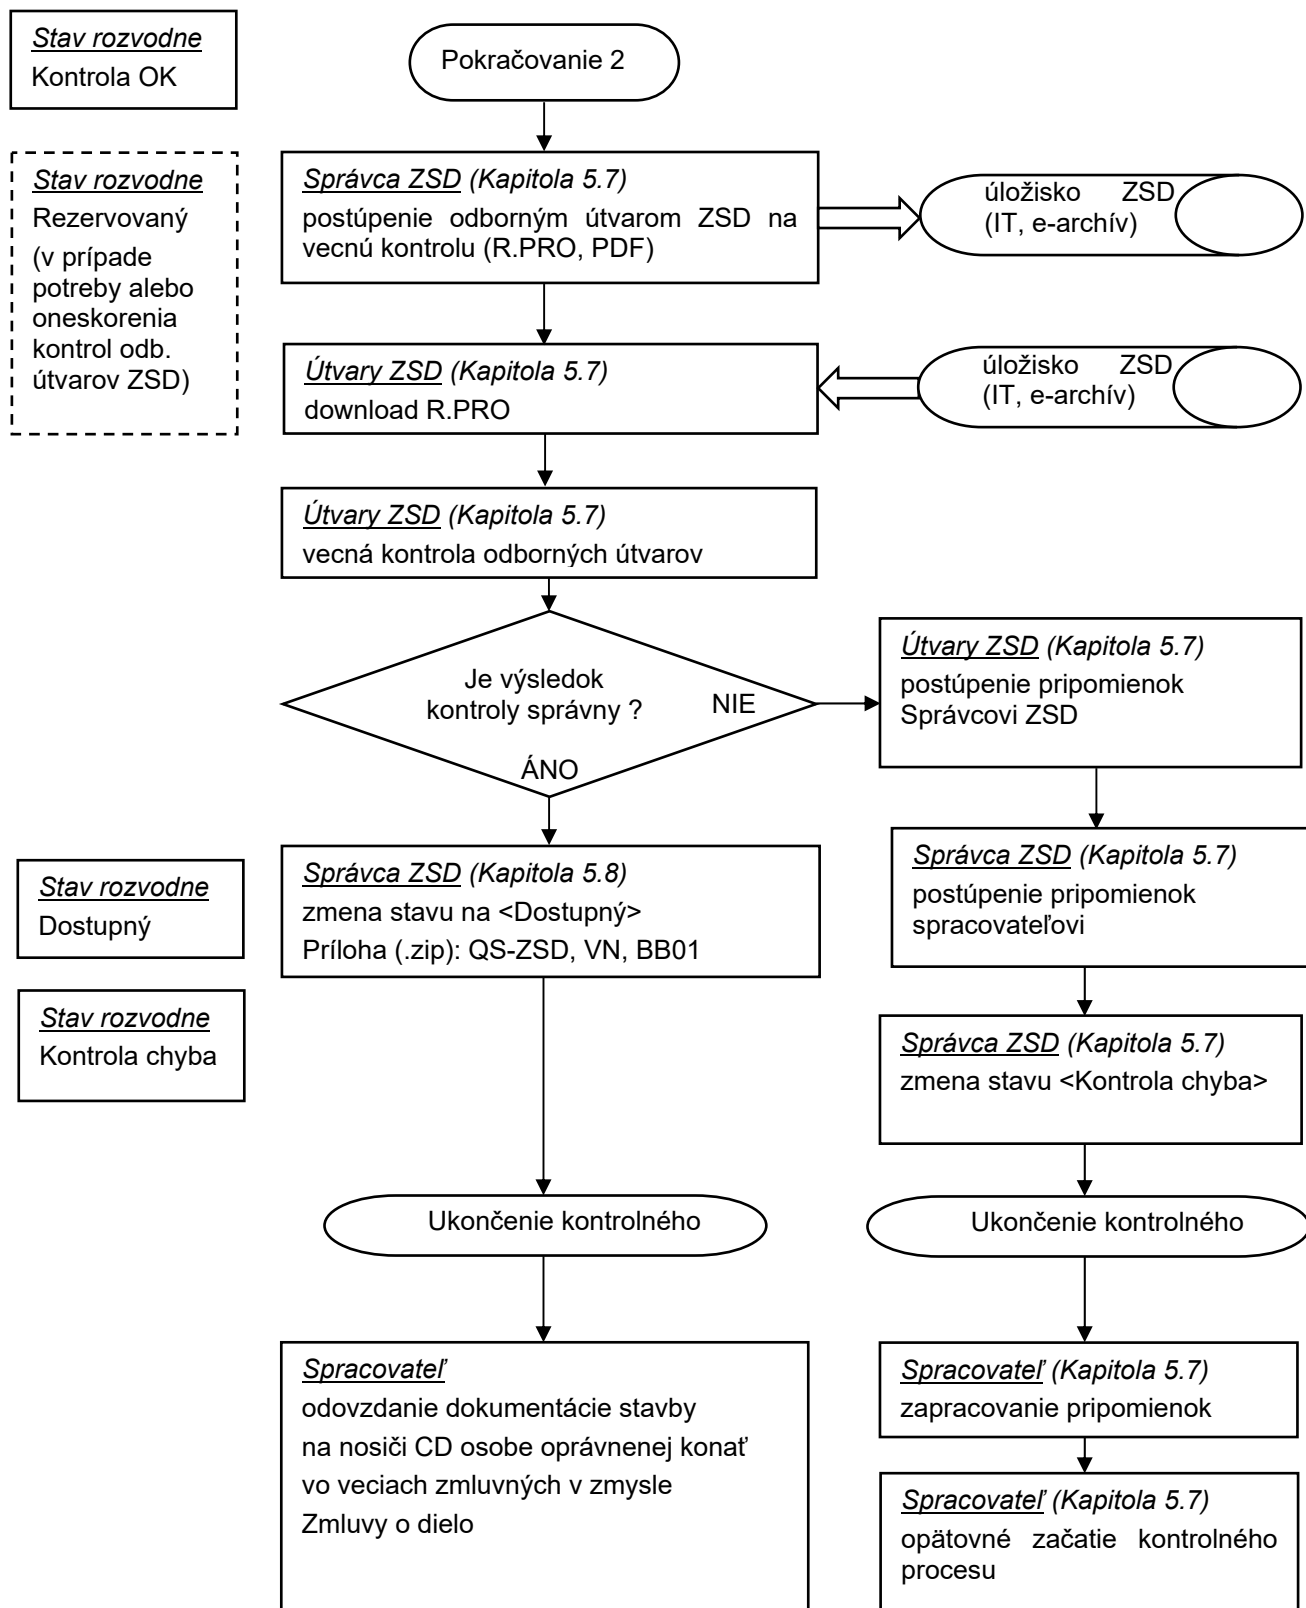 Stav rozvodne
Kontrola OK
Pokračovanie 2
Stav rozvodne
Rezervovaný
(v prípade
potreby alebo
oneskorenia
kontrol odb.
útvarov ZSD)
Správca ZSD (Kapitola 5.7)
postúpenie odborným útvarom ZSD na
vecnú kontrolu (R.PRO, PDF)
úložisko ZSD
(IT, e-archív)
Útvary ZSD (Kapitola 5.7)
download R.PRO
úložisko ZSD
(IT, e-archív)
Útvary ZSD (Kapitola 5.7)
vecná kontrola odborných útvarov
Je výsledok
kontroly správny ?
NIE
ÁNO
Útvary ZSD (Kapitola 5.7)
postúpenie pripomienok
Správcovi ZSD
Stav rozvodne
Dostupný
Správca ZSD (Kapitola 5.8)
zmena stavu na <Dostupný>
Príloha (.zip): QS-ZSD, VN, BB01
Správca ZSD (Kapitola 5.7)
postúpenie pripomienok
spracovateľovi
Stav rozvodne
Kontrola chyba
Správca ZSD (Kapitola 5.7)
zmena stavu <Kontrola chyba>
Ukončenie kontrolného
Ukončenie kontrolného
Spracovateľ
odovzdanie dokumentácie stavby
na nosiči CD osobe oprávnenej konať
vo veciach zmluvných v zmysle
Zmluvy o dielo
Spracovateľ (Kapitola 5.7)
zapracovanie pripomienok
Spracovateľ (Kapitola 5.7)
opätovné začatie kontrolného
procesu